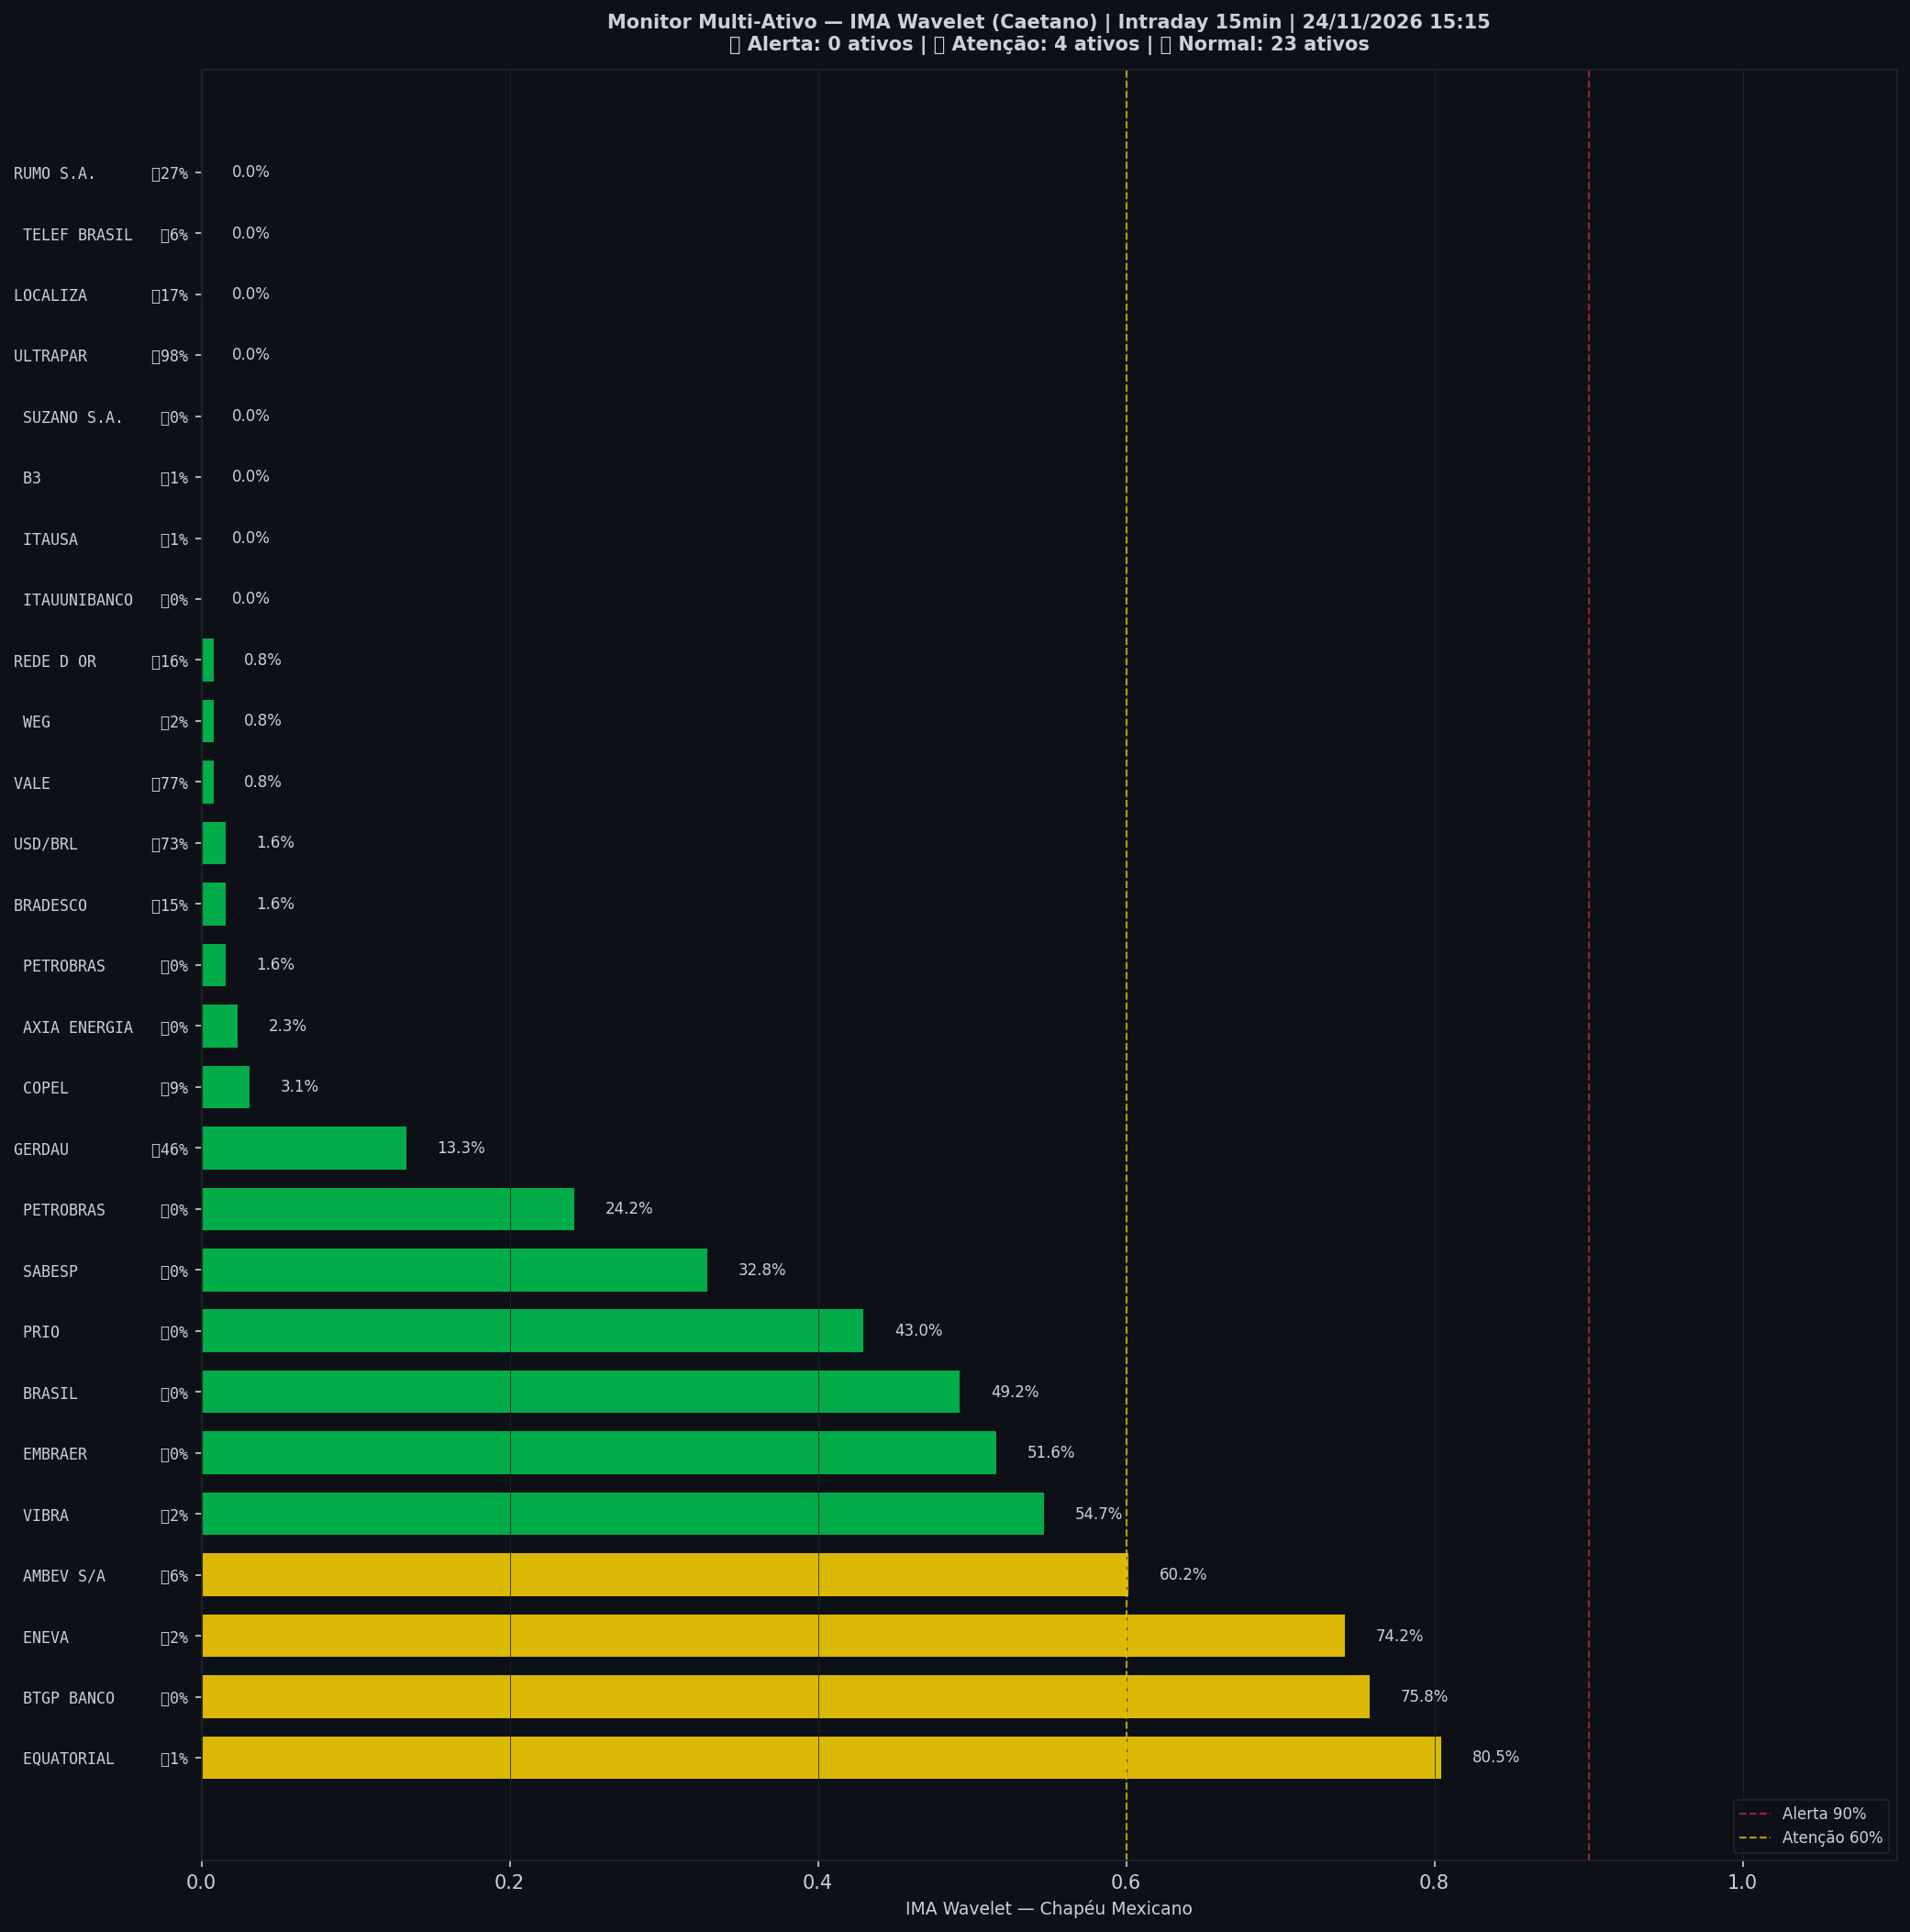 Monitor Multi-Ativo — IMA Wavelet (Caetano) | Intraday 15min | 24/11/2026 15:15
▯ Alerta: 0 ativos | ▯ Atenção: 4 ativos | ▯ Normal: 23 ativos
RUMO S.A. ▯27% 0.0%
TELEF BRASIL ▯6% 0.0%
LOCALIZA ▯17% 0.0%
ULTRAPAR ▯98% 0.0%
SUZANO S.A. ▯0% 0.0%
B3 ▯1% 0.0%
ITAUSA ▯1% 0.0%
ITAUUNIBANCO ▯0% 0.0%
REDE D OR ▯16% 0.8%
WEG ▯2% 0.8%
VALE ▯77% 0.8%
USD/BRL ▯73% 1.6%
BRADESCO ▯15% 1.6%
PETROBRAS ▯0% 1.6%
AXIA ENERGIA ▯0% 2.3%
COPEL ▯9% 3.1%
GERDAU ▯46% 13.3%
PETROBRAS ▯0% 24.2%
SABESP ▯0% 32.8%
PRIO ▯0% 43.0%
BRASIL ▯0% 49.2%
EMBRAER ▯0% 51.6%
VIBRA ▯2% 54.7%
AMBEV S/A ▯6% 60.2%
ENEVA ▯2% 74.2%
BTGP BANCO ▯0% 75.8%
EQUATORIAL ▯1% 80.5%
Alerta 90%
Atenção 60%
0.0 0.2 0.4 0.6 0.8 1.0
IMA Wavelet — Chapéu Mexicano